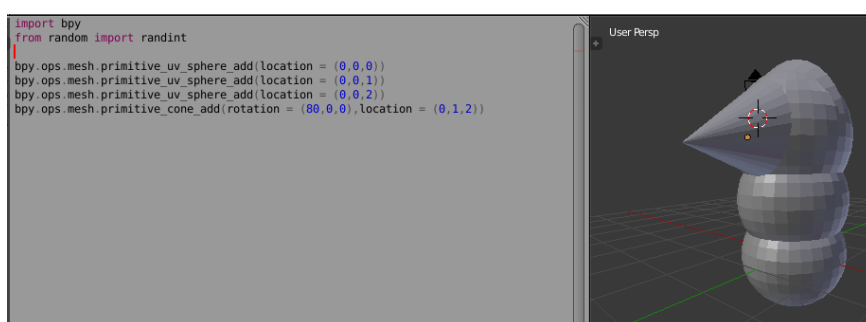 import bpy
from random import randint
bpy.ops.mesh.primitive_uv_sphere_add(location = (0,0,0))
bpy.ops.mesh.primitive_uv_sphere_add(location = (0,0,1))
bpy.ops.mesh.primitive_uv_sphere_add(location = (0,0,2))
bpy.ops.mesh.primitive_cone_add(rotation = (80,0,0),location = (0,1,2))
User Persp